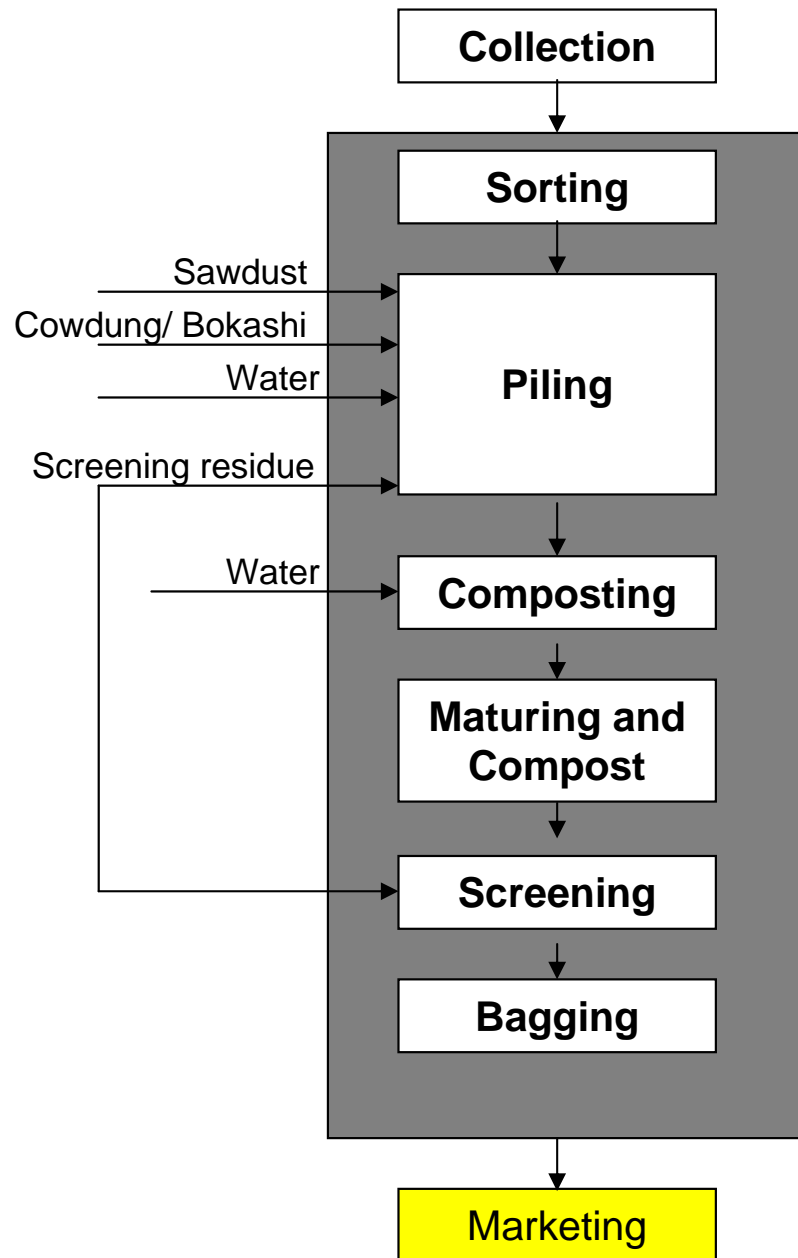 Collection
Sorting
Sawdust
Cowdung/ Bokashi
Water
Piling
Screening residue
Water
Composting
Maturing and
Compost
Screening
Bagging
Marketing